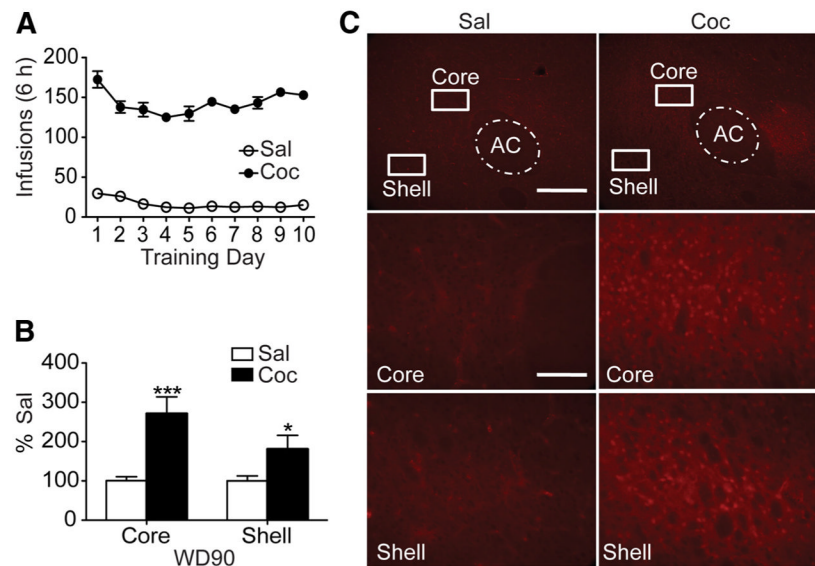 A
Infusions (6 h)
200
150
100
50
0
Sal
Coc
1 2 3 4 5 6 7 8 9 10
Training Day
B
% Sal
400
300
200
100
0
Sal
Coc
***
*
Core Shell
WD90
C
Sal Coc
Core
AC
Shell
Core
AC
Shell
Core
Core
Shell
Shell